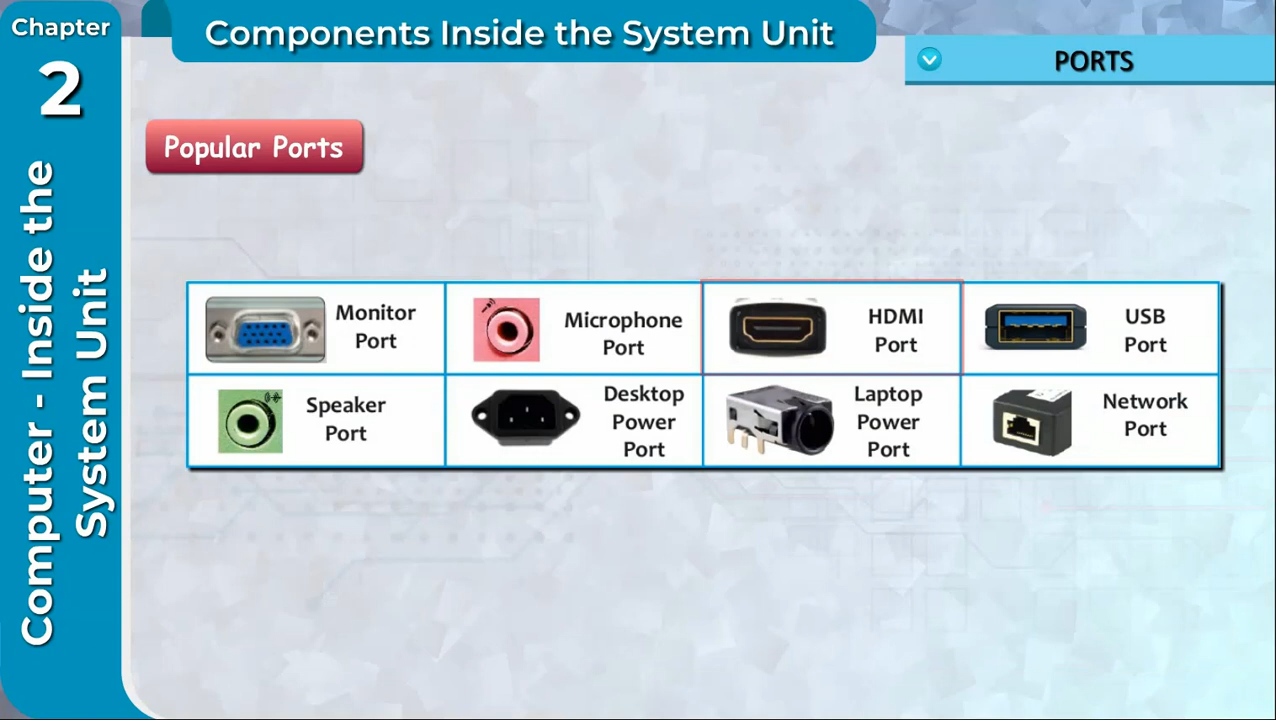 Chapter
2
Computer - Inside the
System Unit
Components Inside the System Unit
PORTS
Popular Ports
Monitor
Port
Microphone
Port
HDMI
Port
USB
Port
Speaker
Port
Desktop
Power
Port
Laptop
Power
Port
Network
Port